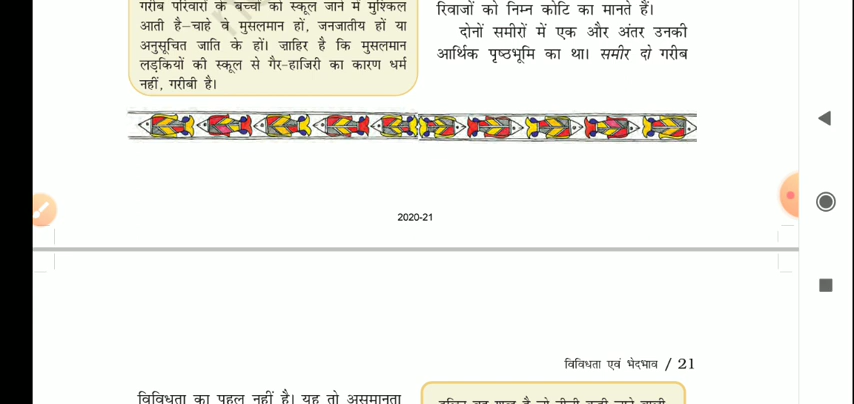 गरीब परिवारों के बच्चों को स्कूल जाने में मुश्किल
आती है–चाहे वे मुसलमान हों, जनजातीय हों या
अनुसूचित जाति के हों। ज़ाहिर है कि मुसलमान
लड़कियों की स्कूल से गैर-हाजिरी का कारण धर्म
नहीं, गरीबी है।
रिवाजों को निम्न कोटि का मानते हैं।
दोनों समीरों में एक और अंतर उनकी
आर्थिक पृष्ठभूमि का था। समीर दो गरीब
2020-21
विविधता एवं भेदभाव / 21
विविधता का पहलू नहीं है। यह तो असमानता